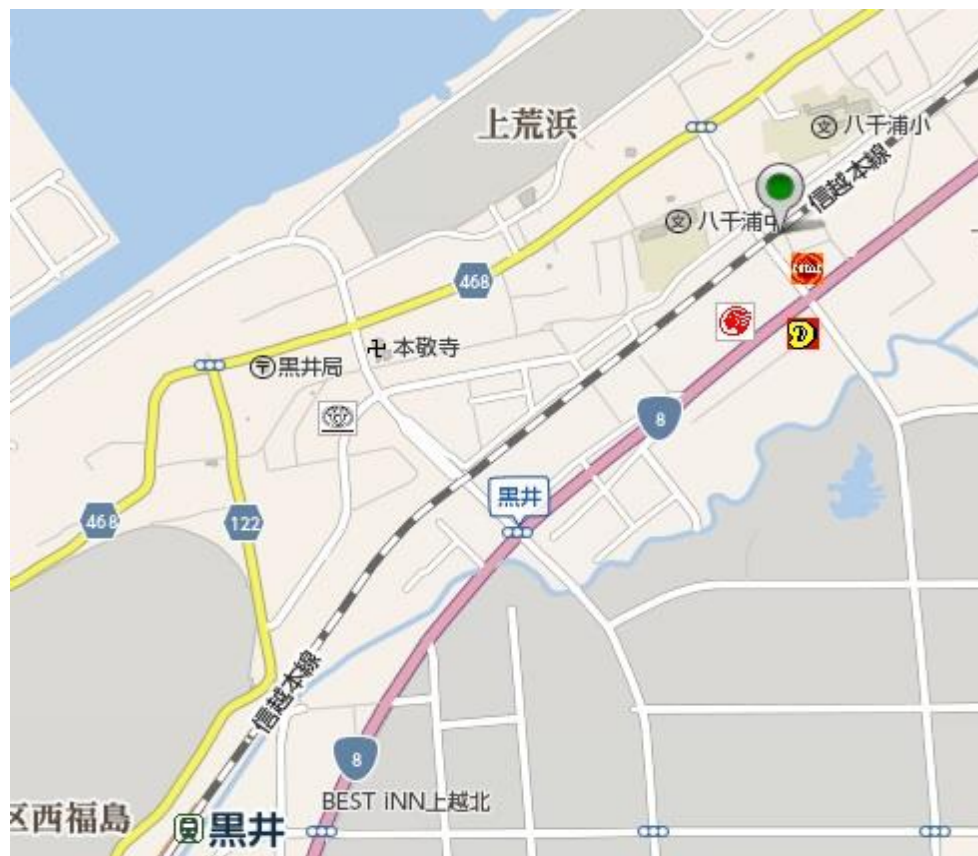 上荒浜
八千浦小
信越本線
八千浦中
468
本敬寺
黒井局
8
黒井
468
122
信越本線
8
BEST INN上越北
区西福島
黒井